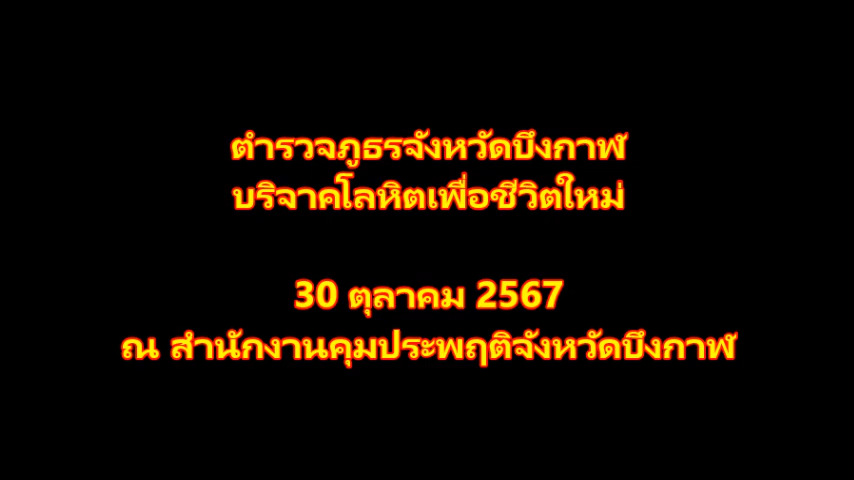 ตำรวจภูธรจังหวัดบึงกาฬ
บริจาคโลหิตเพื่อชีวิตใหม่
30 ตุลาคม 2567
ณ สำนักงานคุมประพฤติจังหวัดบึงกาฬ